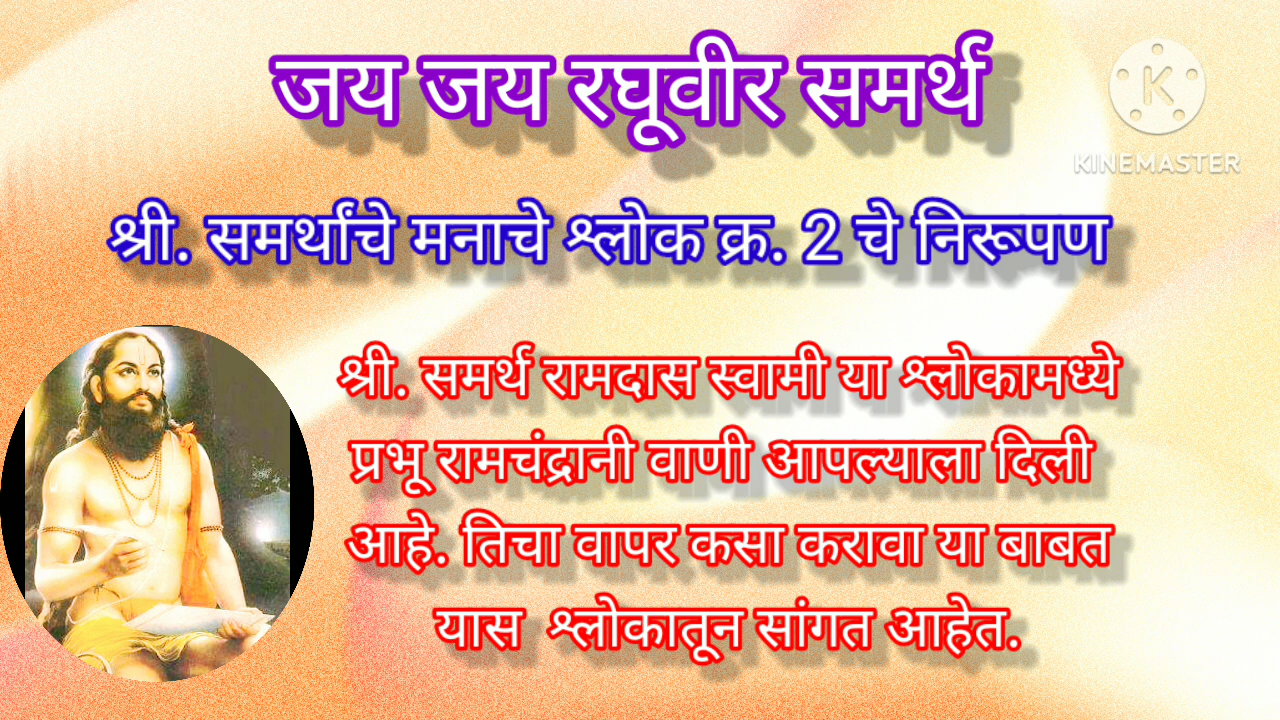 जय जय रघूवीर समर्थ
KINEMASTER
श्री. समर्थांचे मनाचे श्लोक क्र. 2 चे निरूपण
श्री. समर्थ रामदास स्वामी या श्लोकामध्ये
प्रभू रामचंद्रानी वाणी आपल्याला दिली
आहे. तिचा वापर कसा करावा या बाबत
यास श्लोकातून सांगत आहेत.